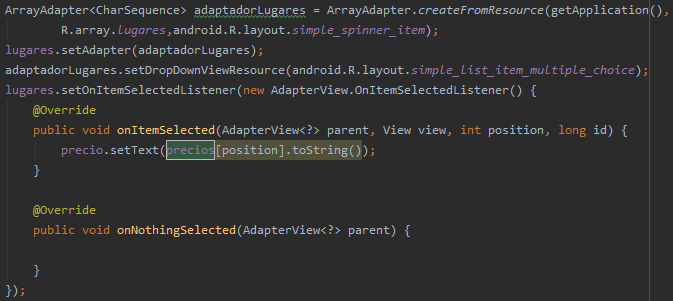 ArrayAdapter<CharSequence> adaptadorLugares = ArrayAdapter.createFromResource(getApplication(),
        R.array.lugares,android.R.layout.simple_spinner_item);
lugares.setAdapter(adaptadorLugares);
adaptadorLugares.setDropDownViewResource(android.R.layout.simple_list_item_multiple_choice);
lugares.setOnItemSelectedListener(new AdapterView.OnItemSelectedListener() {
    @Override
    public void onItemSelected(AdapterView<?> parent, View view, int position, long id) {
        precio.setText(precios[position].toString());
    }

    @Override
    public void onNothingSelected(AdapterView<?> parent) {

    }
});